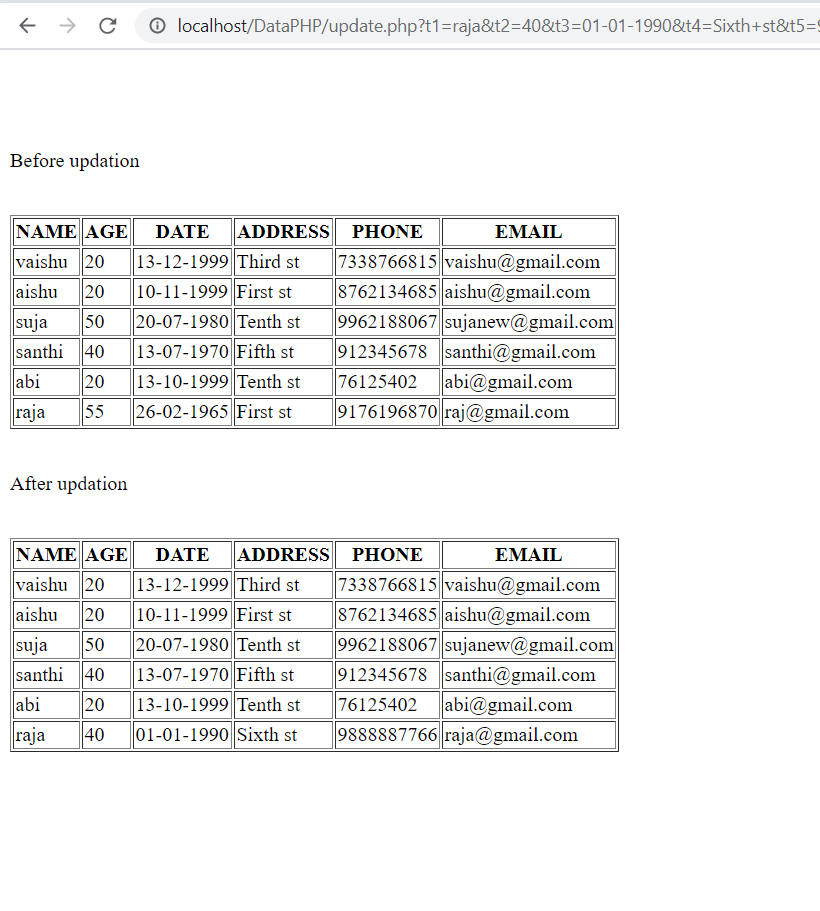 localhost/DataPHP/update.php?t1=raja&t2=40&t3=01-01-1990&t4=Sixth+st&t5=9
Before updation
NAME AGE DATE ADDRESS PHONE EMAIL
vaishu 20 13-12-1999 Third st 7338766815 vaishu@gmail.com
aishu 20 10-11-1999 First st 8762134685 aishu@gmail.com
suja 50 20-07-1980 Tenth st 9962188067 sujanew@gmail.com
santhi 40 13-07-1970 Fifth st 912345678 santhi@gmail.com
abi 20 13-10-1999 Tenth st 76125402 abi@gmail.com
raja 55 26-02-1965 First st 9176196870 raj@gmail.com
After updation
NAME AGE DATE ADDRESS PHONE EMAIL
vaishu 20 13-12-1999 Third st 7338766815 vaishu@gmail.com
aishu 20 10-11-1999 First st 8762134685 aishu@gmail.com
suja 50 20-07-1980 Tenth st 9962188067 sujanew@gmail.com
santhi 40 13-07-1970 Fifth st 912345678 santhi@gmail.com
abi 20 13-10-1999 Tenth st 76125402 abi@gmail.com
raja 40 01-01-1990 Sixth st 9888887766 raja@gmail.com